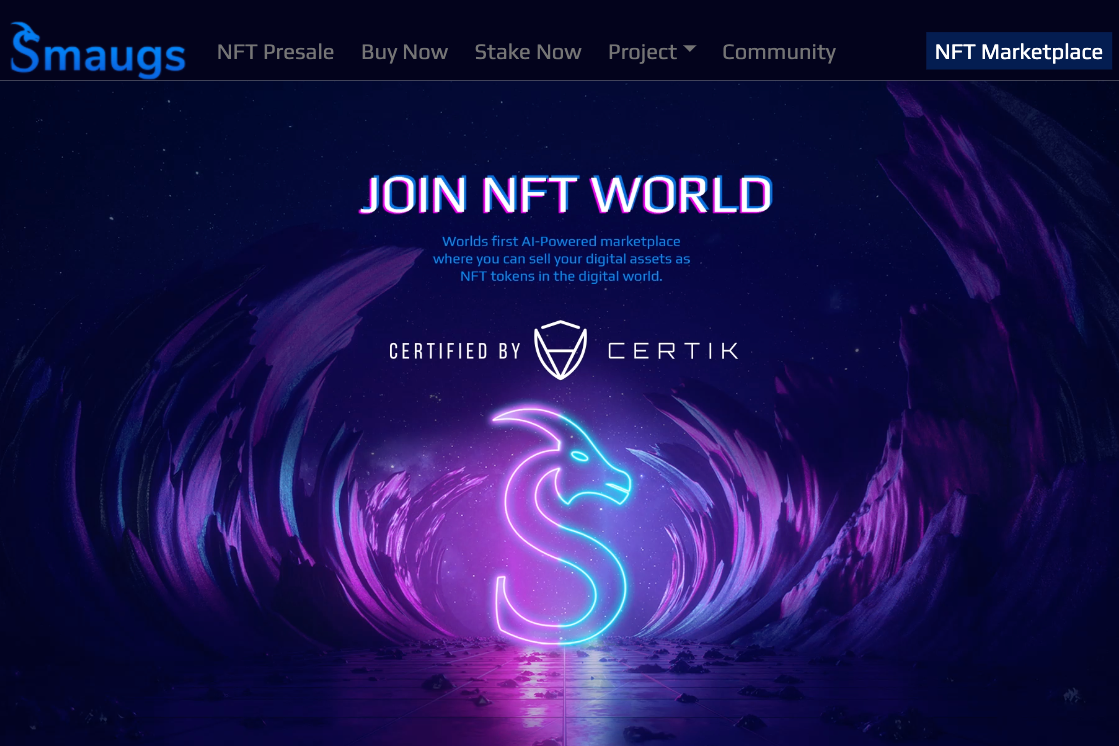 Smaugs
NFT Presale Buy Now Stake Now Project Community NFT Marketplace
JOIN NFT WORLD
Worlds first AI-Powered marketplace
where you can sell your digital assets as
NFT tokens in the digital world.
CERTIFIED BY CERTIK